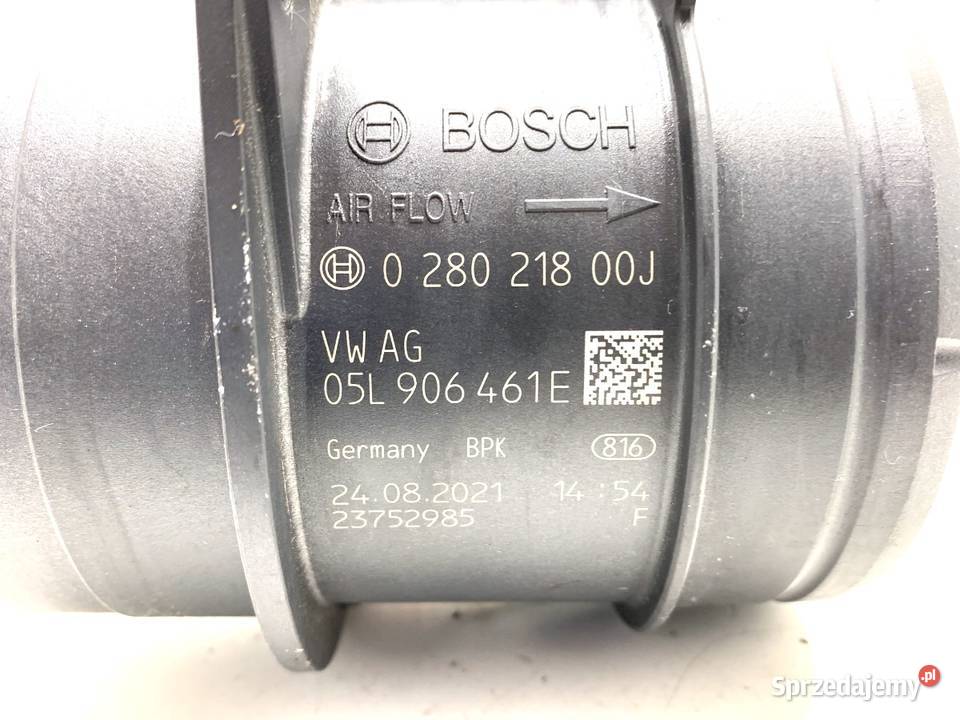 BOSCH
AIR FLOW
0 280 218 00J
VW AG
05L 906 461E
Germany BPK 816
24.08.2021 14:54
23752985 F
Sprzedajemy.pl